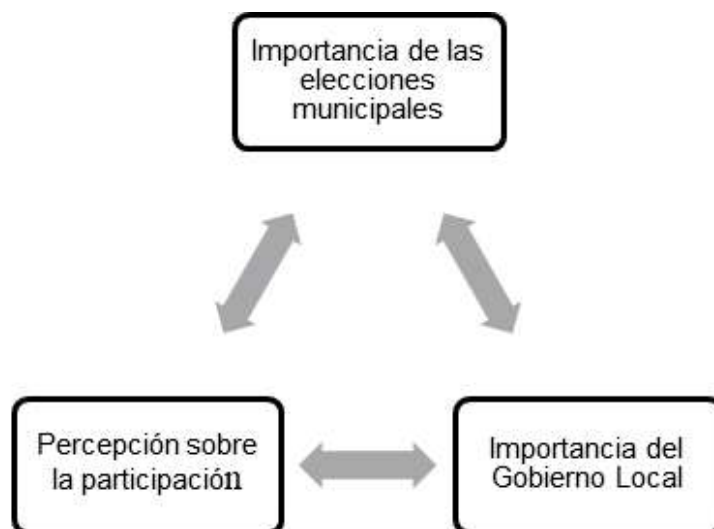 Importancia de las
elecciones
municipales
Percepción sobre
la participación
Importancia del
Gobierno Local